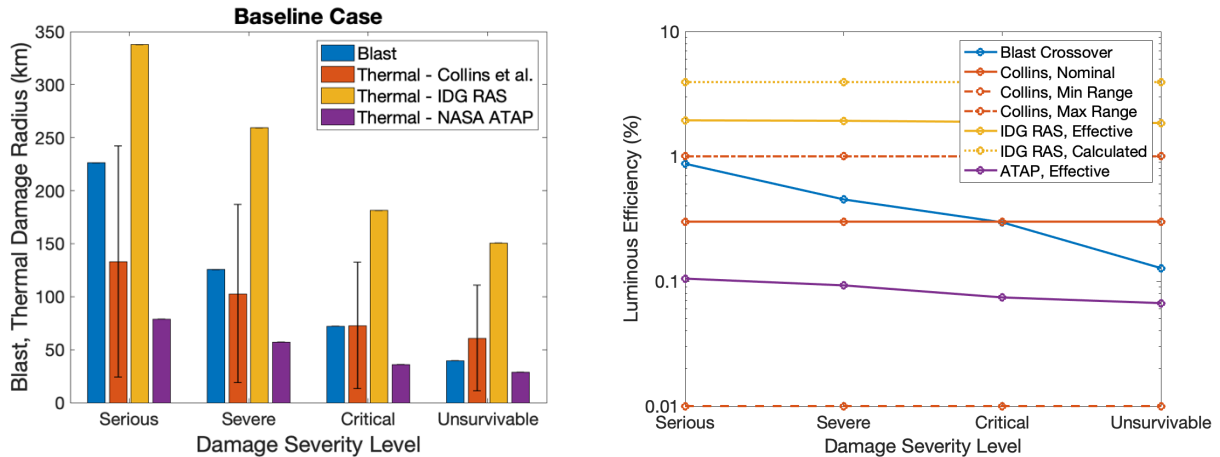 Baseline Case
Blast, Thermal Damage Radius (km)
350
300
250
200
150
100
50
0
Blast
Thermal - Collins et al.
Thermal - IDG RAS
Thermal - NASA ATAP
Serious
Severe
Critical
Unsurvivable
Damage Severity Level
Luminous Efficiency (%)
10
1
0.1
0.01
Blast Crossover
Collins, Nominal
Collins, Min Range
Collins, Max Range
IDG RAS, Effective
IDG RAS, Calculated
ATAP, Effective
Serious
Severe
Critical
Unsurvivable
Damage Severity Level